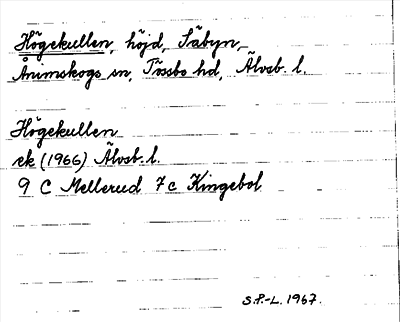 Högekullen, höjd, Säbyn,
Ånimskogs sn, Tössbo hd, Älvsb. l.
Högekullen
ek (1966) Älvsb. l.
9 C Mellerud 7c Kingebol
S.P.-L. 1967.